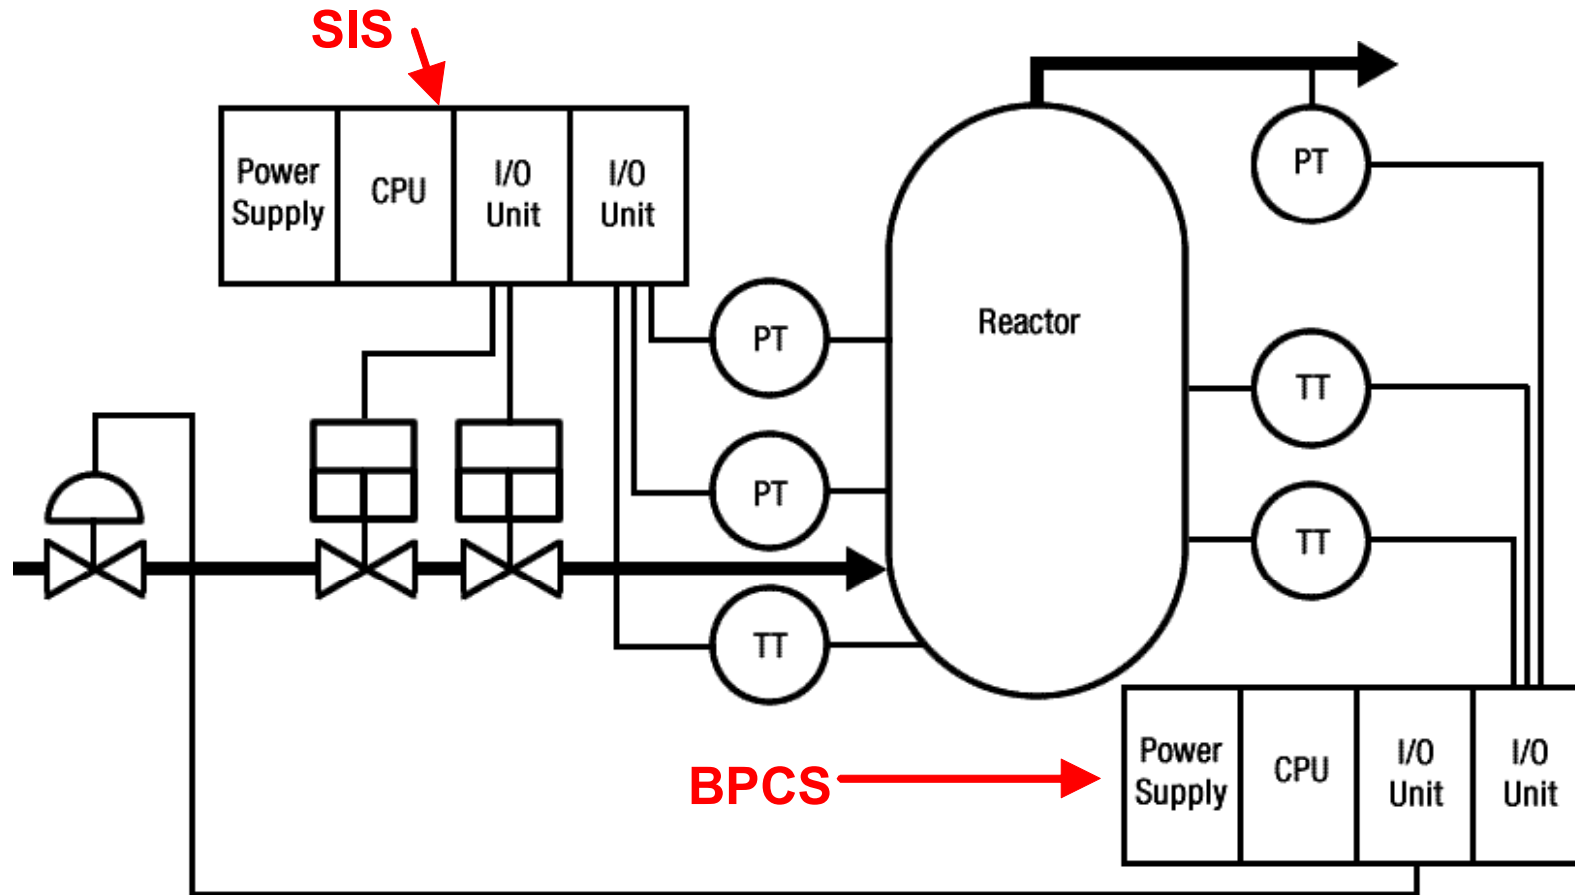 SIS
Power
Supply
CPU
I/O
Unit
I/O
Unit
PT
PT
Reactor
TT
PT
TT
TT
BPCS
Power
Supply
CPU
I/O
Unit
I/O
Unit